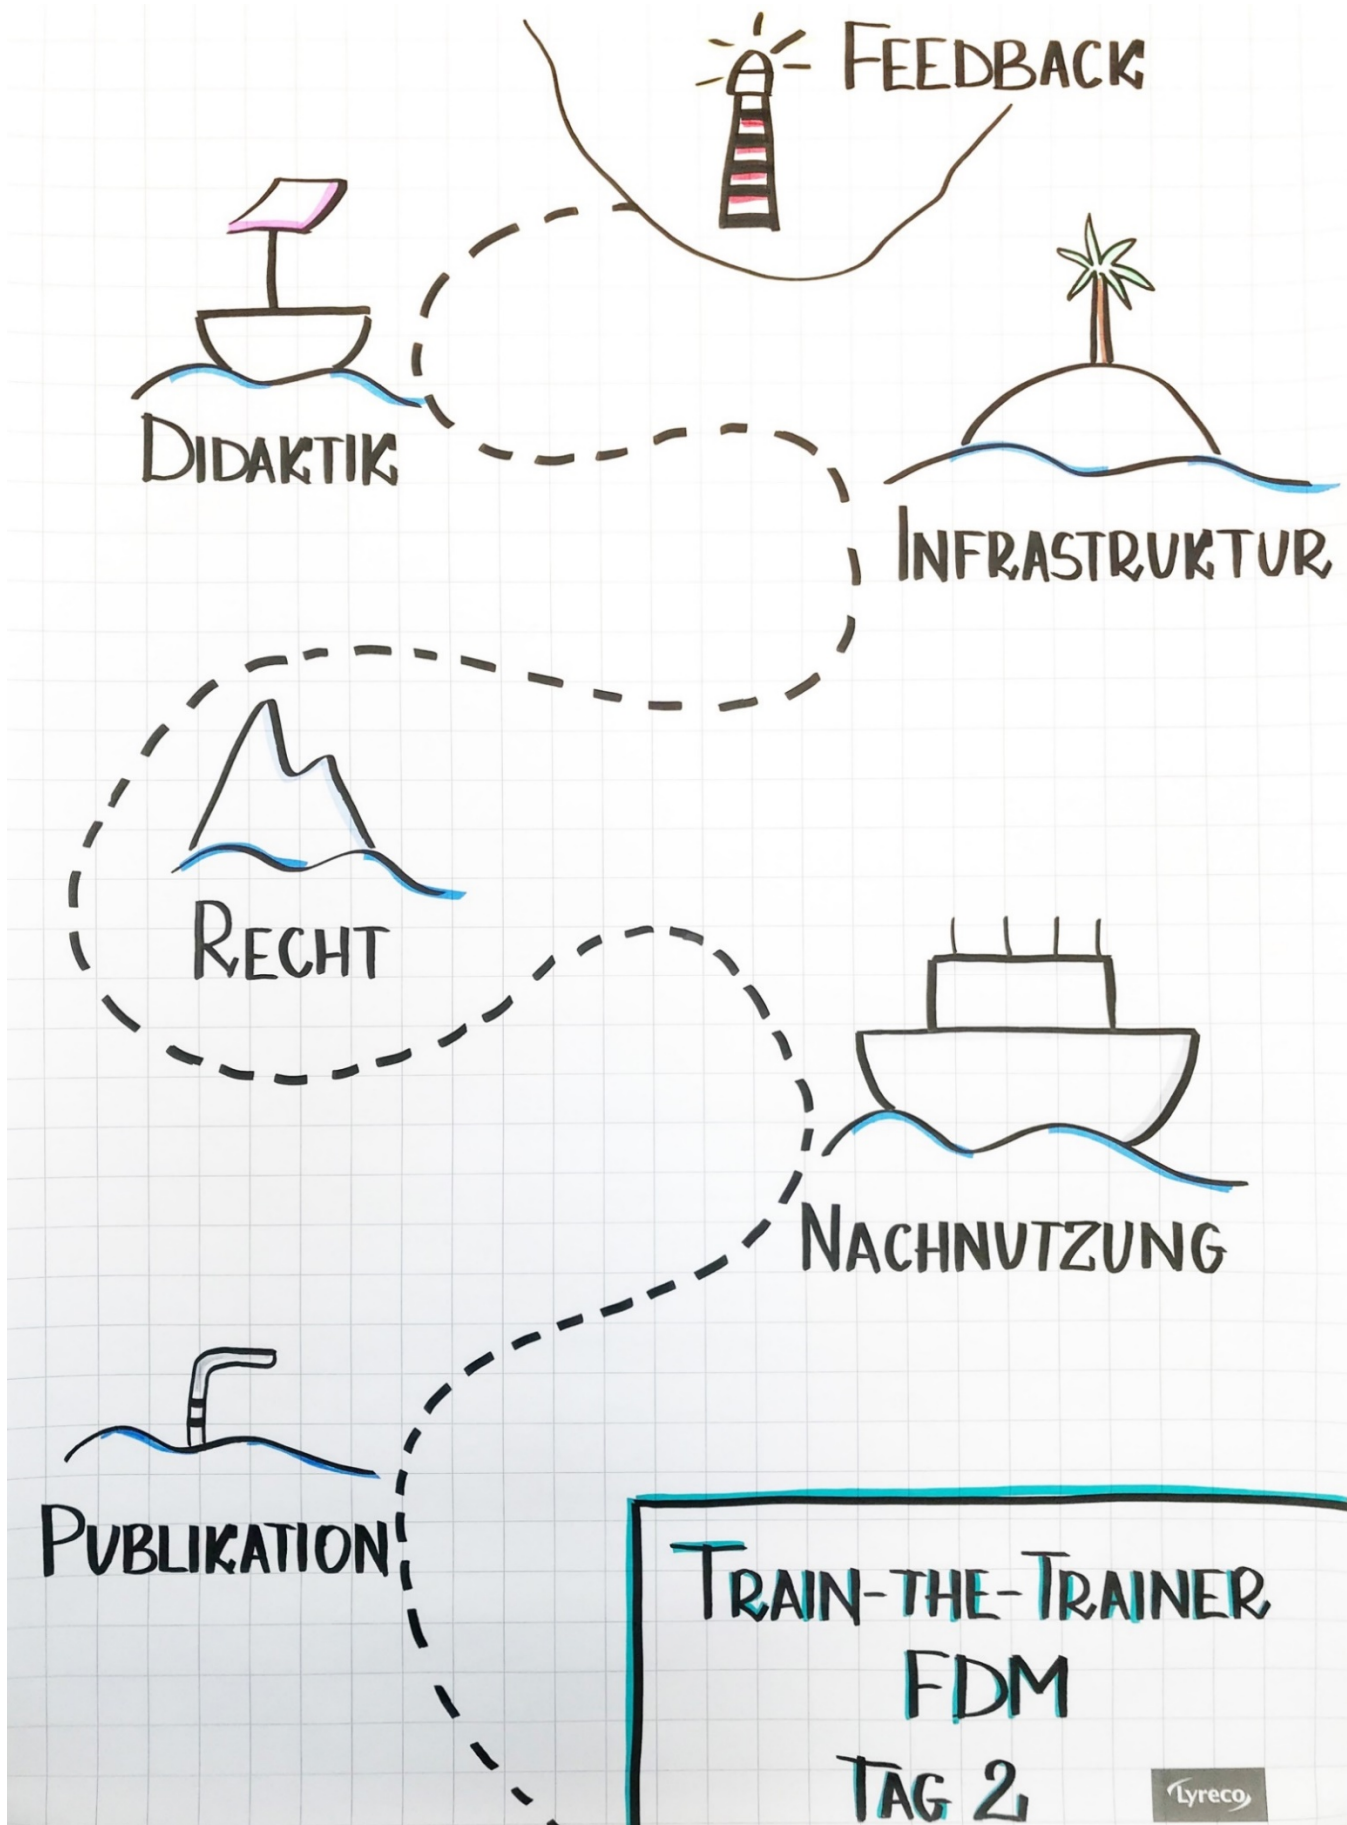 FEEDBACK
DIDAKTIK
INFRASTRUKTUR
RECHT
NACHNUTZUNG
PUBLIKATION
TRAIN-THE-TRAINER
FDM
TAG 2
Lyreco